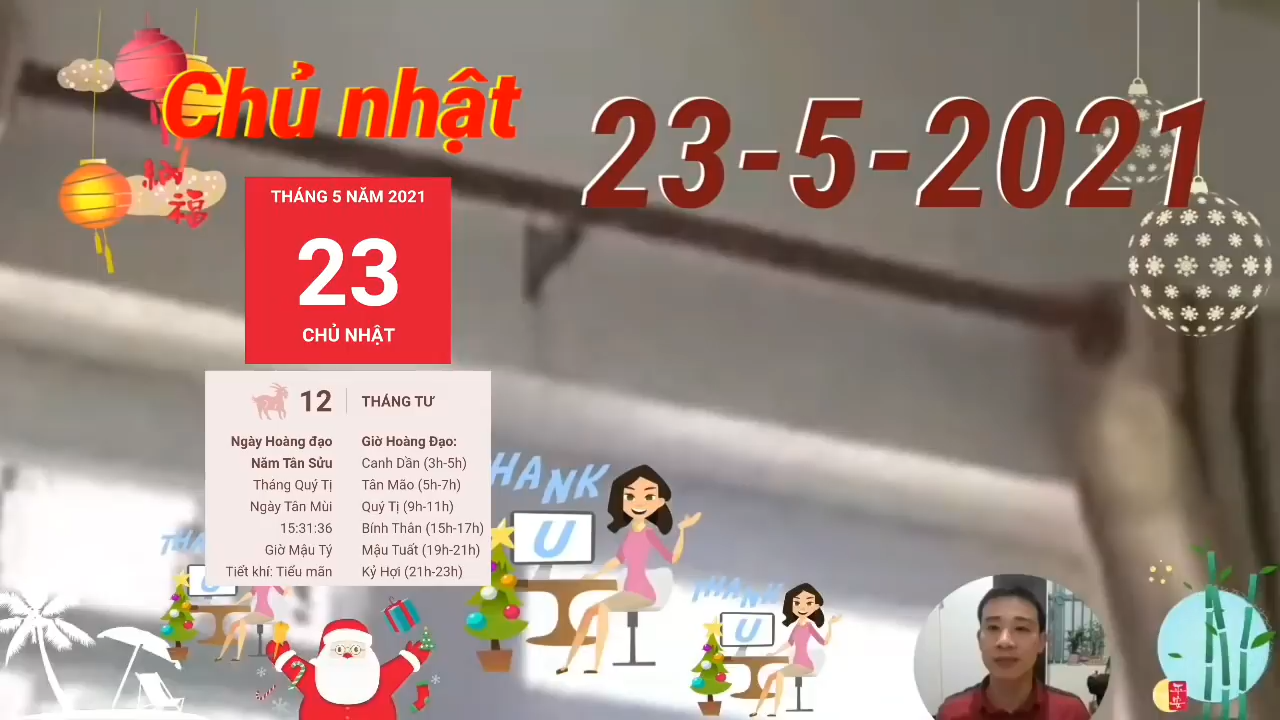 Chủ nhật
23-5-2021
福
THÁNG 5 NĂM 2021
23
CHỦ NHẬT
12 THÁNG TƯ
Ngày Hoàng đạo
Năm Tân Sửu
Tháng Quý Tị
Ngày Tân Mùi
15:31:36
Giờ Mậu Tý
Tiết khí: Tiểu mãn
Giờ Hoàng Đạo:
Canh Dần (3h-5h)
Tân Mão (5h-7h)
Quý Tị (9h-11h)
Bính Thân (15h-17h)
Mậu Tuất (19h-21h)
Kỷ Hợi (21h-23h)
THA
U
HANK
U
THANK
U